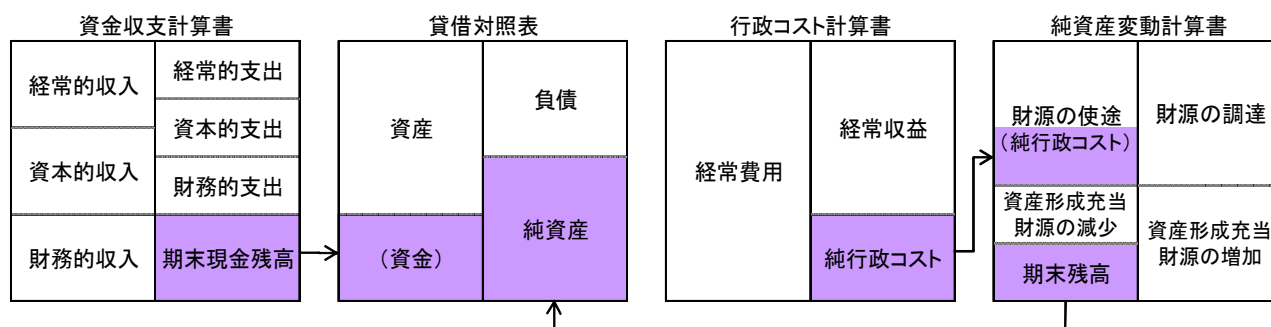 資金収支計算書
経常的収入
資本的収入
財務的収入
経常的支出
資本的支出
財務的支出
期末現金残高
貸借対照表
資産
（資金）
負債
純資産
行政コスト計算書
経常費用
経常収益
純行政コスト
純資産変動計算書
財源の使途
（純行政コスト）
資産形成充当
財源の減少
期末残高
財源の調達
資産形成充当
財源の増加